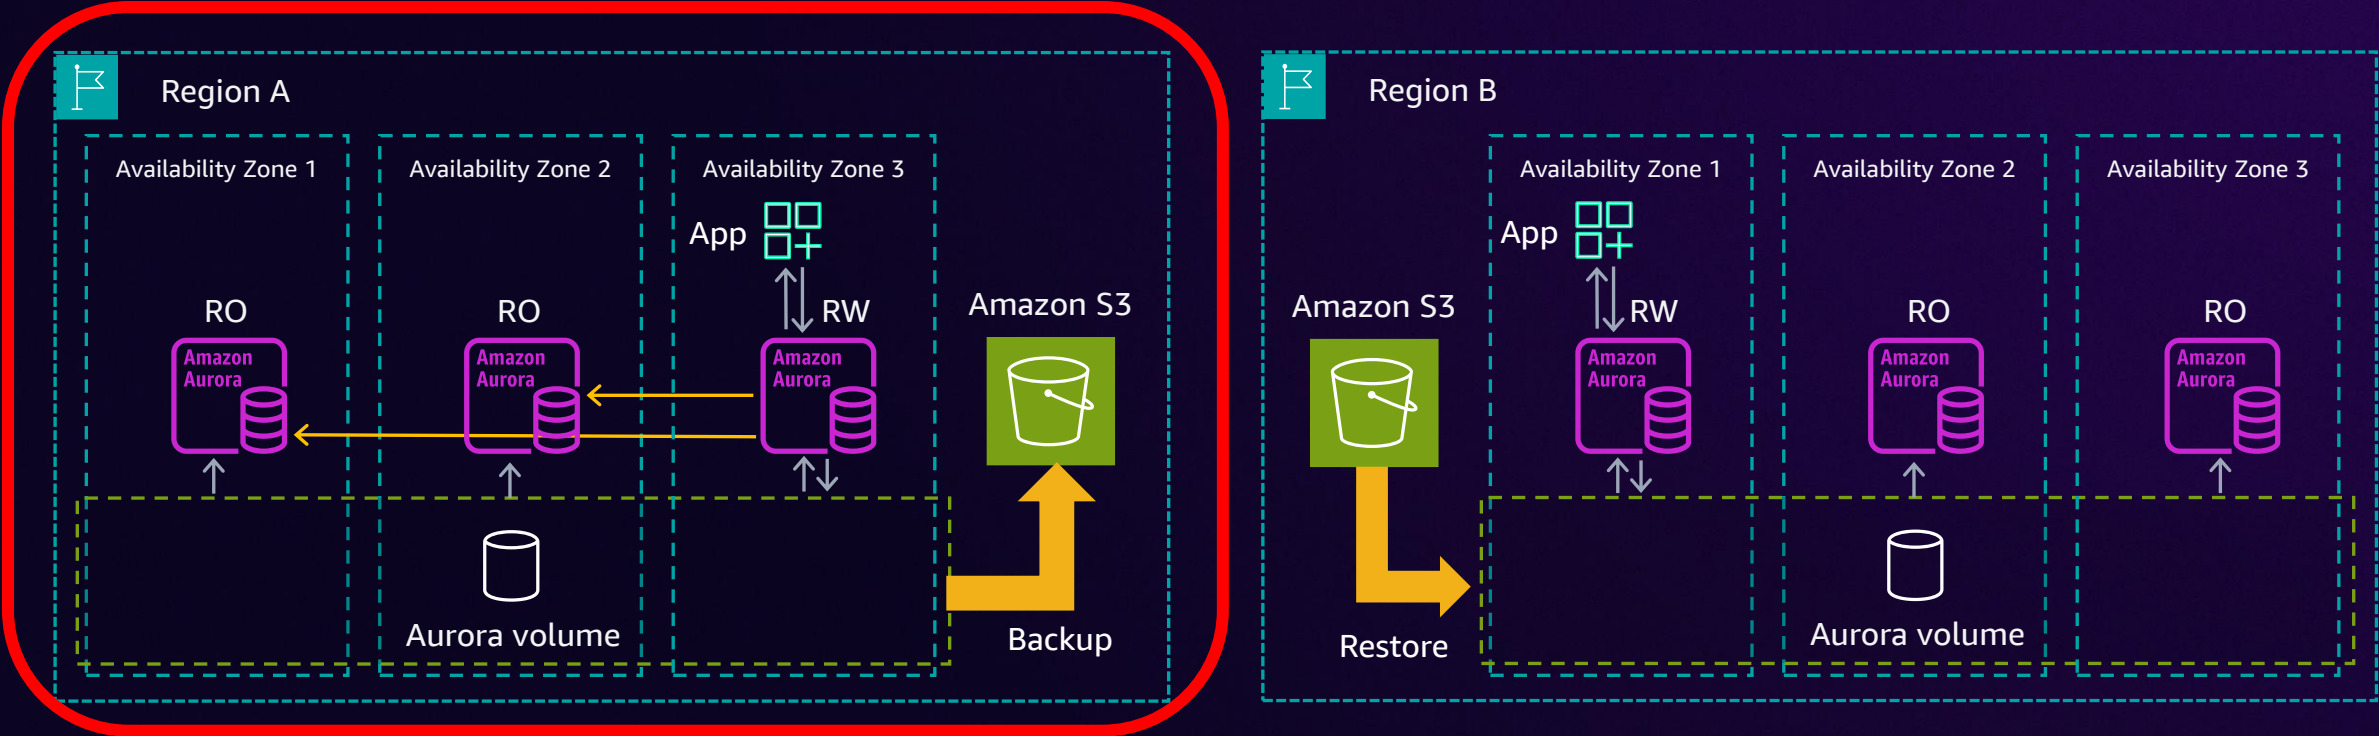 Region A
Availability Zone 1
Availability Zone 2
Availability Zone 3
App
RO
RO
RW
Amazon S3
Amazon
Aurora
Amazon
Aurora
Amazon
Aurora
Aurora volume
Backup
Region B
Availability Zone 1
Availability Zone 2
Availability Zone 3
App
Amazon S3
RW
RO
RO
Amazon
Aurora
Amazon
Aurora
Amazon
Aurora
Restore
Aurora volume